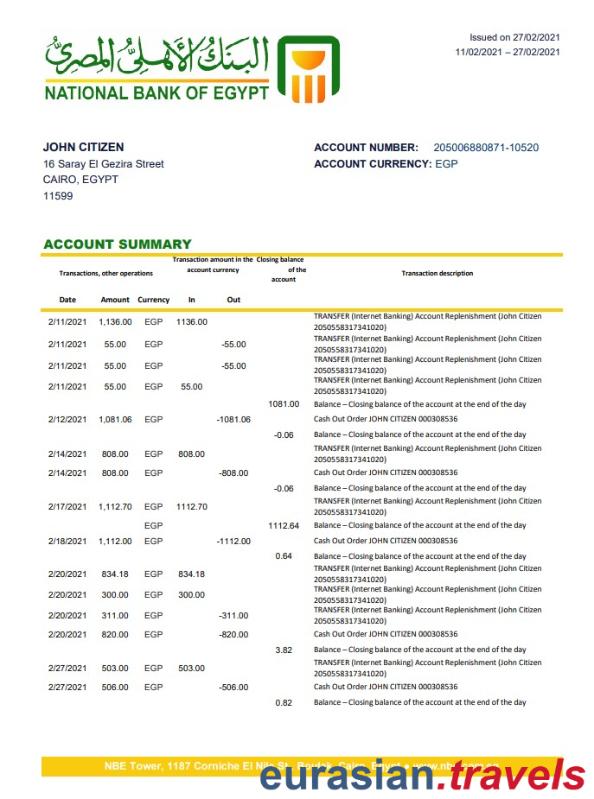 البنك الأهلي المصري
NATIONAL BANK OF EGYPT
Issued on 27/02/2021
11/02/2021 – 27/02/2021
JOHN CITIZEN
16 Saray El Gezira Street
CAIRO, EGYPT
11599
ACCOUNT NUMBER: 205006880871-10520
ACCOUNT CURRENCY: EGP
ACCOUNT SUMMARY
Transactions, other operations
Transaction amount in the
account currency
Closing balance
of the
account
Transaction description
Date Amount Currency In Out
2/11/2021 1,136.00 EGP 1136.00 TRANSFER (Internet Banking) Account Replenishment (John Citizen
2050558317341020)
2/11/2021 55.00 EGP -55.00 TRANSFER (Internet Banking) Account Replenishment (John Citizen
2050558317341020)
2/11/2021 55.00 EGP -55.00 TRANSFER (Internet Banking) Account Replenishment (John Citizen
2050558317341020)
2/11/2021 55.00 EGP 55.00 TRANSFER (Internet Banking) Account Replenishment (John Citizen
2050558317341020)
1081.00 Balance – Closing balance of the account at the end of the day
2/12/2021 1,081.06 EGP -1081.06 Cash Out Order JOHN CITIZEN 000308536
-0.06 Balance – Closing balance of the account at the end of the day
2/14/2021 808.00 EGP 808.00 TRANSFER (Internet Banking) Account Replenishment (John Citizen
2050558317341020)
2/14/2021 808.00 EGP -808.00 Cash Out Order JOHN CITIZEN 000308536
-0.06 Balance – Closing balance of the account at the end of the day
2/17/2021 1,112.70 EGP 1112.70 TRANSFER (Internet Banking) Account Replenishment (John Citizen
2050558317341020)
EGP 1112.64 Balance – Closing balance of the account at the end of the day
2/18/2021 1,112.00 EGP -1112.00 Cash Out Order JOHN CITIZEN 000308536
0.64 Balance – Closing balance of the account at the end of the day
2/20/2021 834.18 EGP 834.18 TRANSFER (Internet Banking) Account Replenishment (John Citizen
2050558317341020)
2/20/2021 300.00 EGP 300.00 TRANSFER (Internet Banking) Account Replenishment (John Citizen
2050558317341020)
2/20/2021 311.00 EGP -311.00 TRANSFER (Internet Banking) Account Replenishment (John Citizen
2050558317341020)
2/20/2021 820.00 EGP -820.00 Cash Out Order JOHN CITIZEN 000308536
3.82 Balance – Closing balance of the account at the end of the day
2/27/2021 503.00 EGP 503.00 TRANSFER (Internet Banking) Account Replenishment (John Citizen
2050558317341020)
2/27/2021 506.00 EGP -506.00 Cash Out Order JOHN CITIZEN 000308536
0.82 Balance – Closing balance of the account at the end of the day
NBE Tower, 1187 Corniche El Nile St.
eurasian.travels